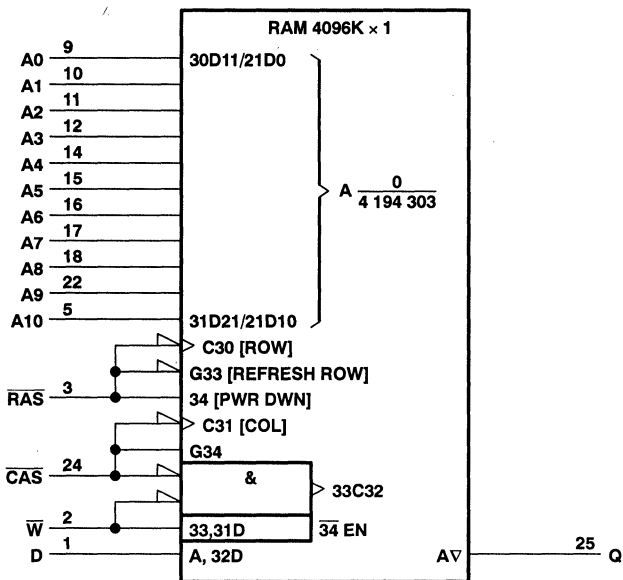 RAM 4096K × 1
A0 9 30D11/21D0
A1 10
A2 11
A3 12
A4 14
A5 15
A6 16
A7 17
A8 18
A9 22
A10 5 31D21/21D10
A 0
4 194 303
C30 [ROW]
G33 [REFRESH ROW]
RAS 3 34 [PWR DWN]
C31 [COL]
G34
CAS 24 &
33C32
W 2 33,31D 34 EN
D 1 A, 32D A▽ 25 Q